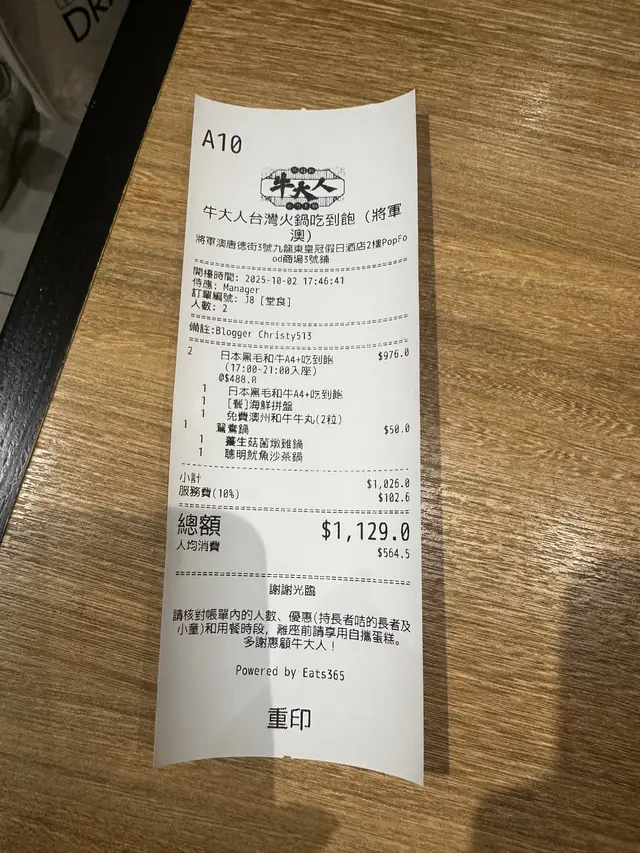 A10
牛大人
牛大人台灣火鍋吃到飽（將軍
澳）
將軍澳唐德街3號九龍東皇冠假日酒店2樓PopFo
od商場3號鋪
開檯時間: 2025-10-02 17:46:41
侍應: Manager
訂單編號: J8 [堂食]
人數: 2
備註:Blogger Christy513
2 日本黑毛和牛A4+吃到飽 $976.0
(17:00-21:00入座)
@$488.0
1 日本黑毛和牛A4+吃到飽
1 [餐]海鮮拼盤
1 免費澳州和牛牛丸(2粒)
1 鴛鴦鍋 $50.0
1 養生菇菌燉雞鍋
1 聰明魷魚沙茶鍋
小計 $1,026.0
服務費(10%) $102.6
總額 $1,129.0
人均消費 $564.5
謝謝光臨
請核對帳單內的人數、優惠(持長者咭的長者及
小童)和用餐時段, 離座前請享用自攜蛋糕。
多謝惠顧牛大人！
Powered by Eats365
重印